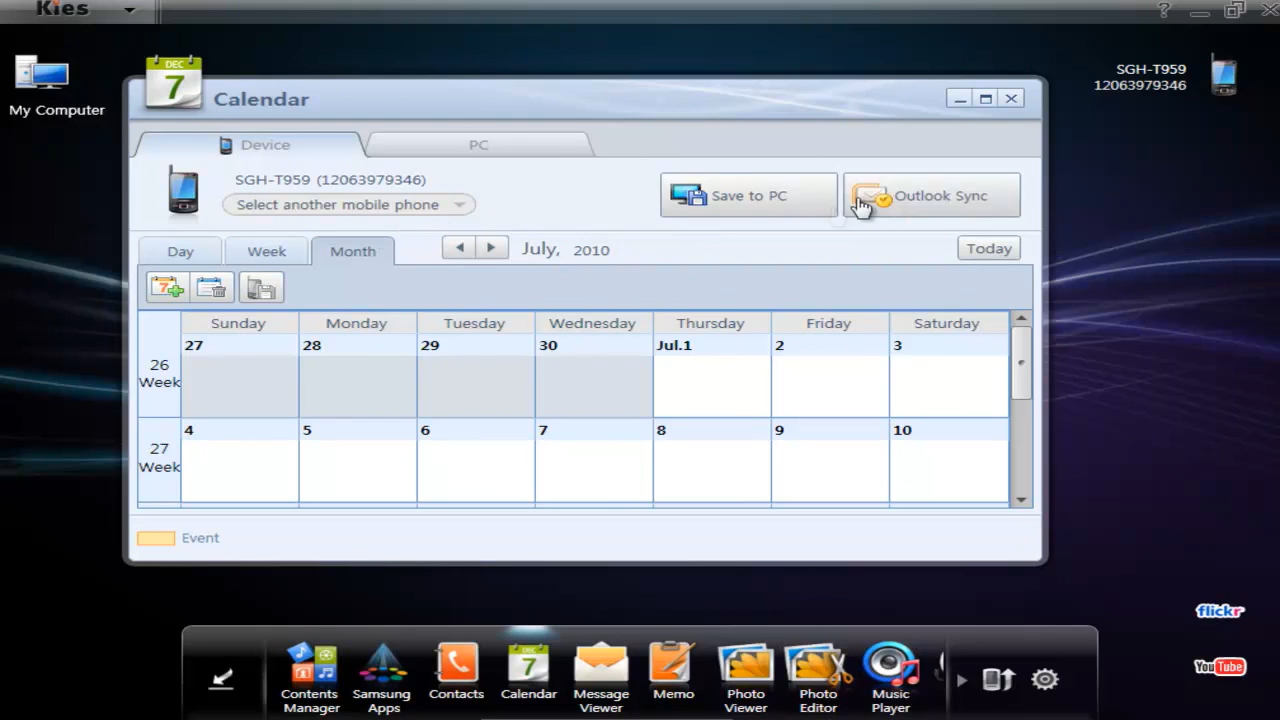 Kies
My Computer
DEC
7
Calendar
SGH-T959
12063979346
Device
PC
SGH-T959 (12063979346)
Select another mobile phone
Save to PC
Outlook Sync
Day
Week
Month
July, 2010
Today
7
Sunday
Monday
Tuesday
Wednesday
Thursday
Friday
Saturday
26
Week
27
28
29
30
Jul.1
2
3
27
Week
4
5
6
7
8
9
10
Event
flickr
YouTube
Contents
Manager
Samsung
Apps
Contacts
DEC
7
Calendar
Message
Viewer
Memo
Photo
Viewer
Photo
Editor
Music
Player